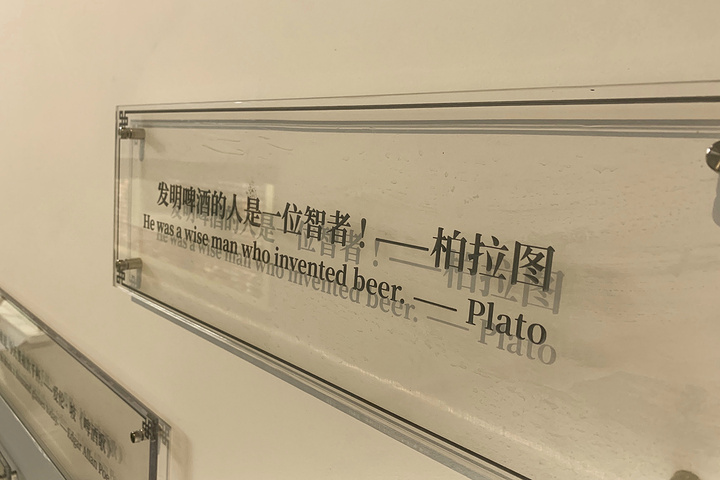 发明啤酒的人是一位智者！——柏拉图
He was a wise man who invented beer. — Plato